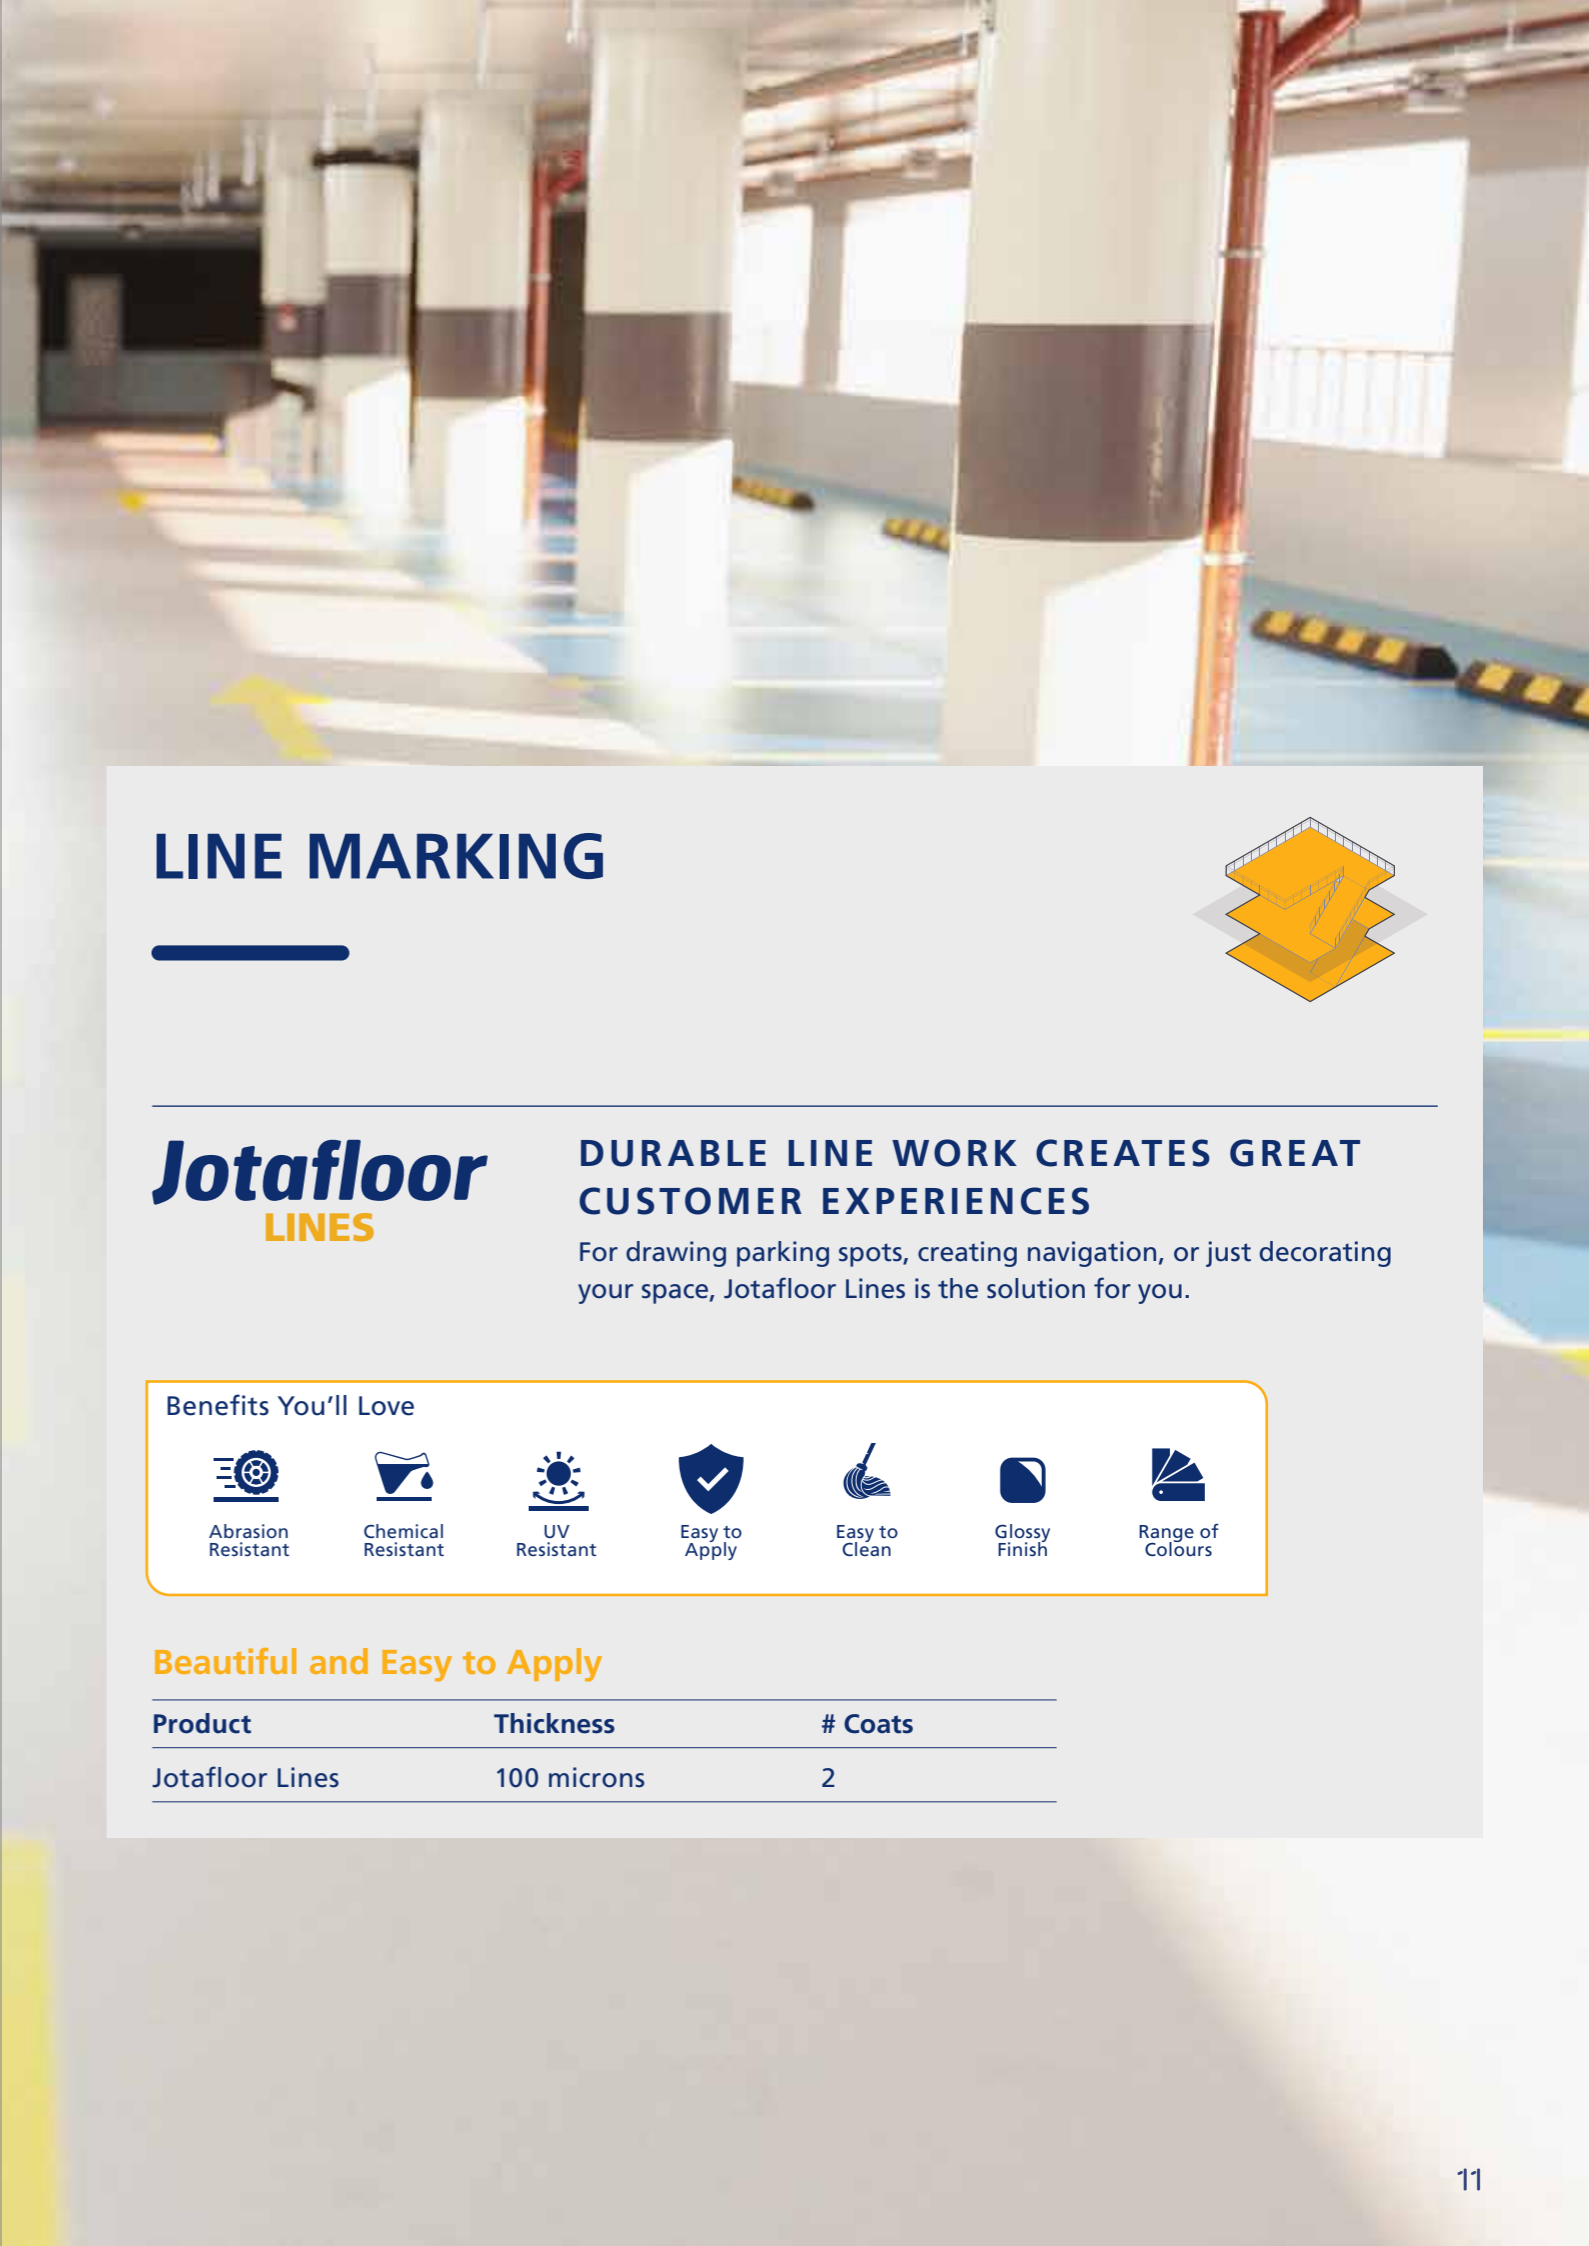 LINE MARKING
Jotafloor
LINES
DURABLE LINE WORK CREATES GREAT
CUSTOMER EXPERIENCES
For drawing parking spots, creating navigation, or just decorating
your space, Jotafloor Lines is the solution for you.
Benefits You’ll Love
Abrasion
Resistant
Chemical
Resistant
UV
Resistant
Easy to
Apply
Easy to
Clean
Glossy
Finish
Range of
Colours
Beautiful and Easy to Apply
Product Thickness # Coats
Jotafloor Lines 100 microns 2
11